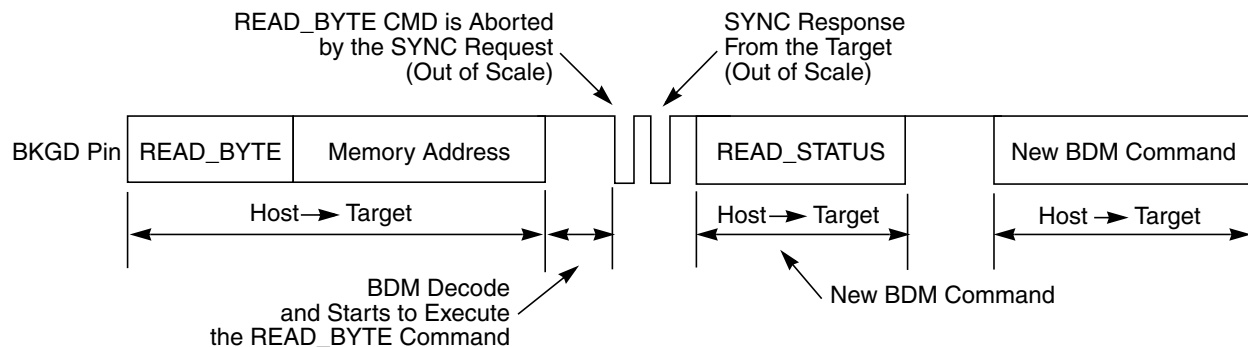 READ_BYTE CMD is Aborted
by the SYNC Request
(Out of Scale)
SYNC Response
From the Target
(Out of Scale)
BKGD Pin
READ_BYTE
Memory Address
READ_STATUS
New BDM Command
Host Target
Host Target
Host Target
BDM Decode
and Starts to Execute
the READ_BYTE Command
New BDM Command